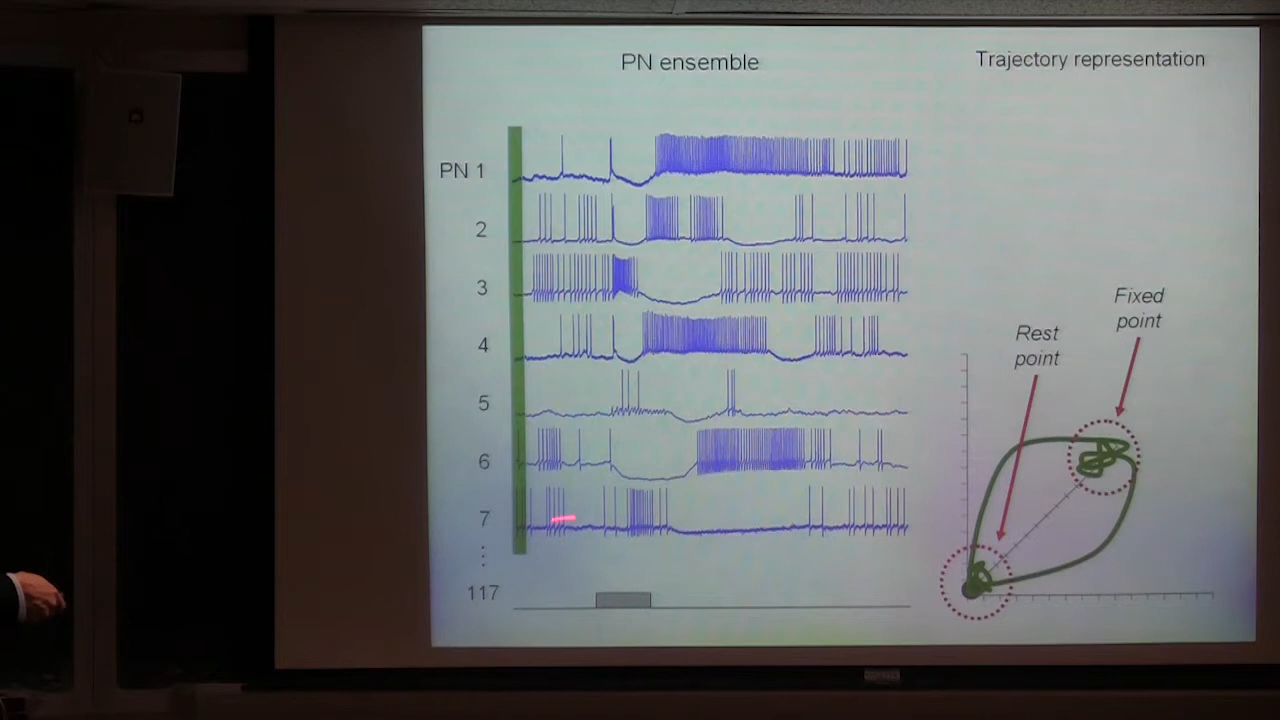 PN ensemble
Trajectory representation
PN 1
2
3
4
5
6
7
117
Rest
point
Fixed
point